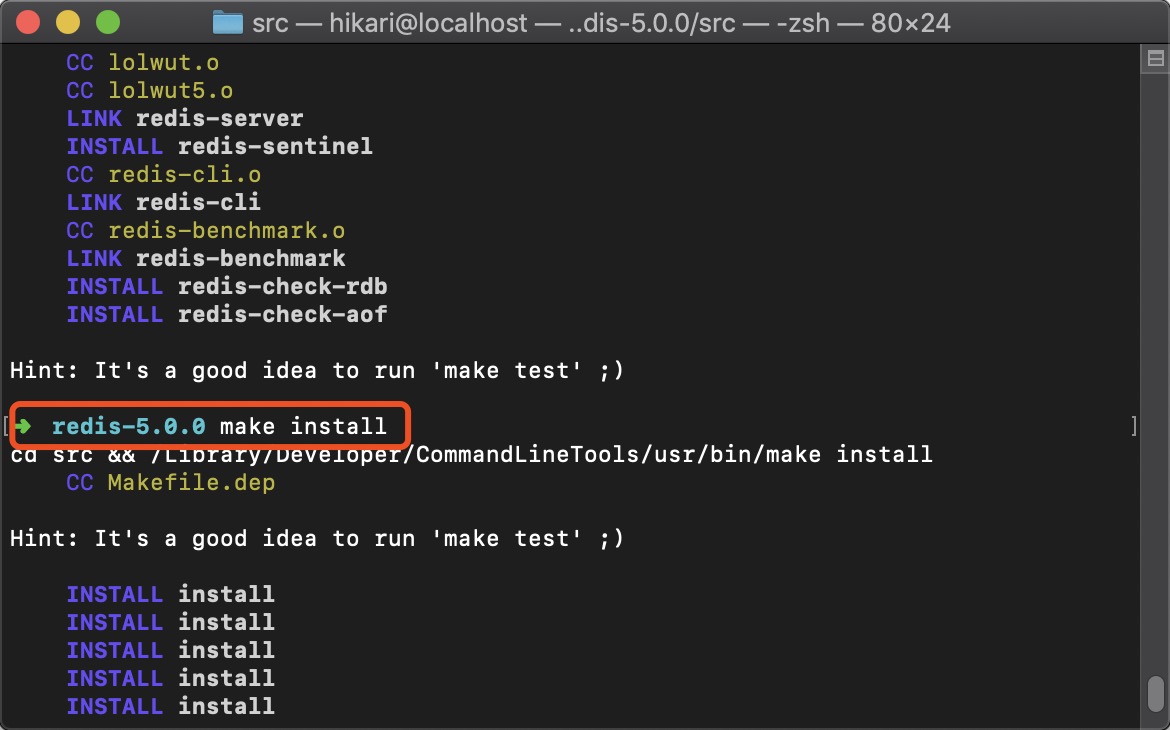 src — hikari@localhost — ..dis-5.0.0/src — -zsh — 80×24
CC lolwut.o
CC lolwut5.o
LINK redis-server
INSTALL redis-sentinel
CC redis-cli.o
LINK redis-cli
CC redis-benchmark.o
LINK redis-benchmark
INSTALL redis-check-rdb
INSTALL redis-check-aof
Hint: It's a good idea to run 'make test' ;)
[➜ redis-5.0.0 make install ]
cd src && /Library/Developer/CommandLineTools/usr/bin/make install
CC Makefile.dep
Hint: It's a good idea to run 'make test' ;)
INSTALL install
INSTALL install
INSTALL install
INSTALL install
INSTALL install